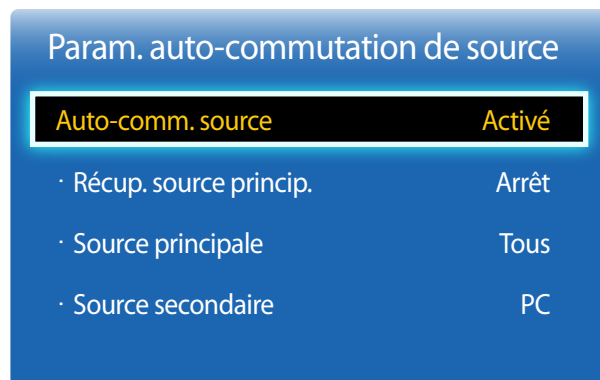 Param. auto-commutation de source
Auto-comm. source Activé
· Récup. source princip. Arrêt
· Source principale Tous
· Source secondaire PC